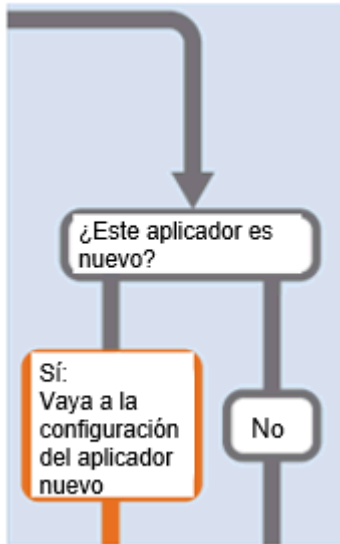 ¿Este aplicador es
nuevo?
Sí:
Vaya a la
configuración
del aplicador
nuevo
No